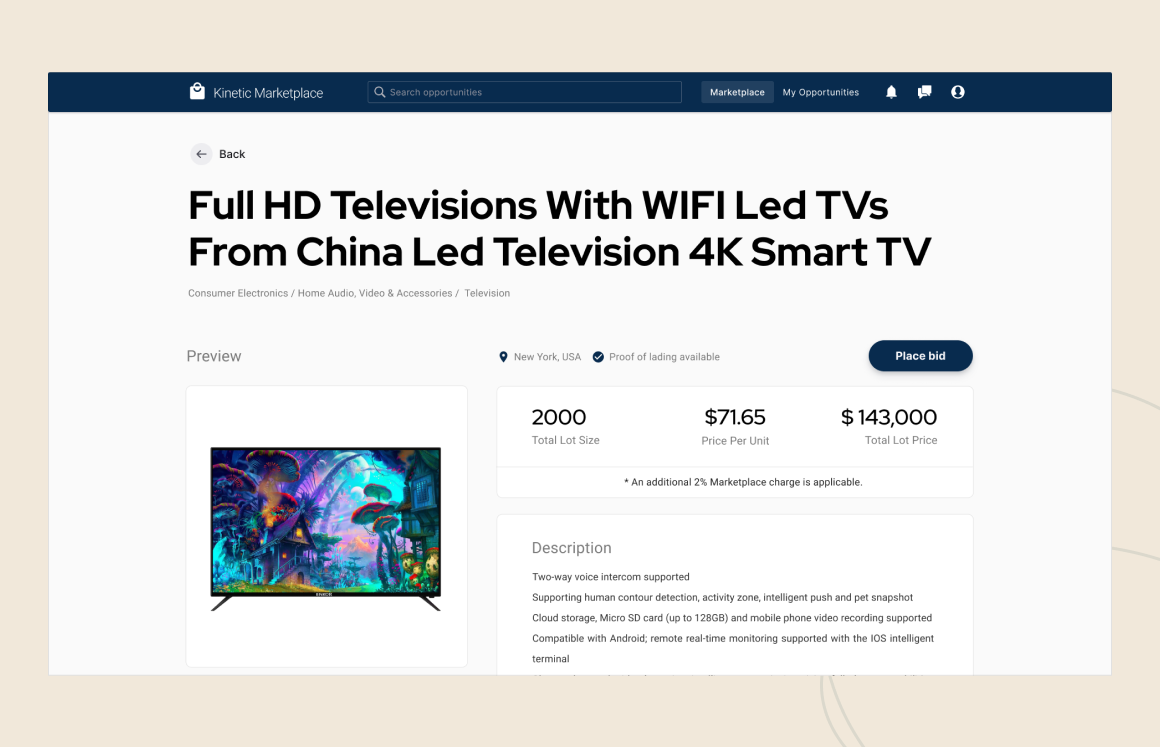 Kinetic Marketplace
Search opportunities
Marketplace
My Opportunities
Back
Full HD Televisions With WIFI Led TVs
From China Led Television 4K Smart TV
Consumer Electronics / Home Audio, Video & Accessories / Television
Preview
New York, USA
Proof of lading available
Place bid
2000
Total Lot Size
$71.65
Price Per Unit
$ 143,000
Total Lot Price
* An additional 2% Marketplace charge is applicable.
Description
Two-way voice intercom supported
Supporting human contour detection, activity zone, intelligent push and pet snapshot
Cloud storage, Micro SD card (up to 128GB) and mobile phone video recording supported
Compatible with Android; remote real-time monitoring supported with the IOS intelligent
terminal